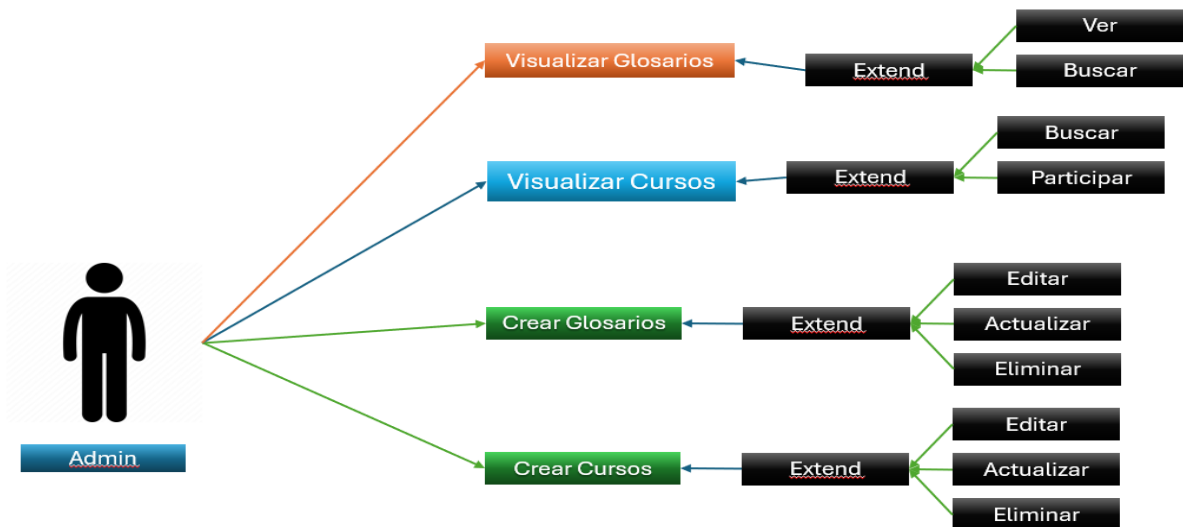 Ver
Visualizar Glosarios
Extend
Buscar
Buscar
Visualizar Cursos
Extend
Participar
Editar
Crear Glosarios
Extend
Actualizar
Eliminar
Editar
Admin
Crear Cursos
Extend
Actualizar
Eliminar